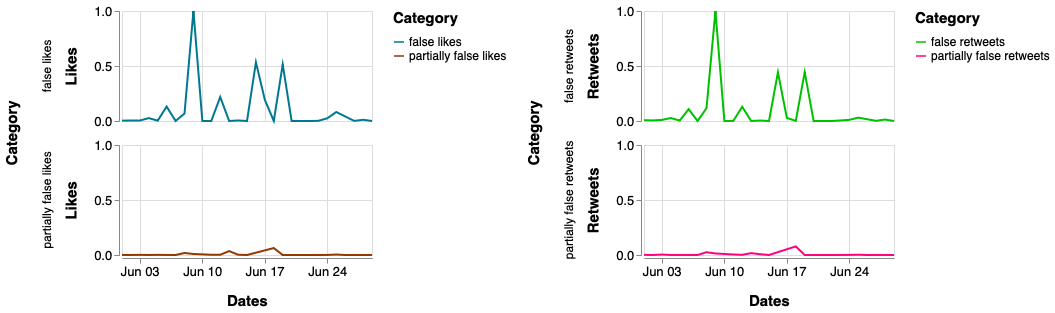 Category
false likes
Likes
1.0
0.5
0.0
partially false likes
Likes
1.0
0.5
0.0
Jun 03 Jun 10 Jun 17 Jun 24
Dates
Category
false likes
partially false likes
Category
false retweets
Retweets
1.0
0.5
0.0
partially false retweets
Retweets
1.0
0.5
0.0
Jun 03 Jun 10 Jun 17 Jun 24
Dates
Category
false retweets
partially false retweets